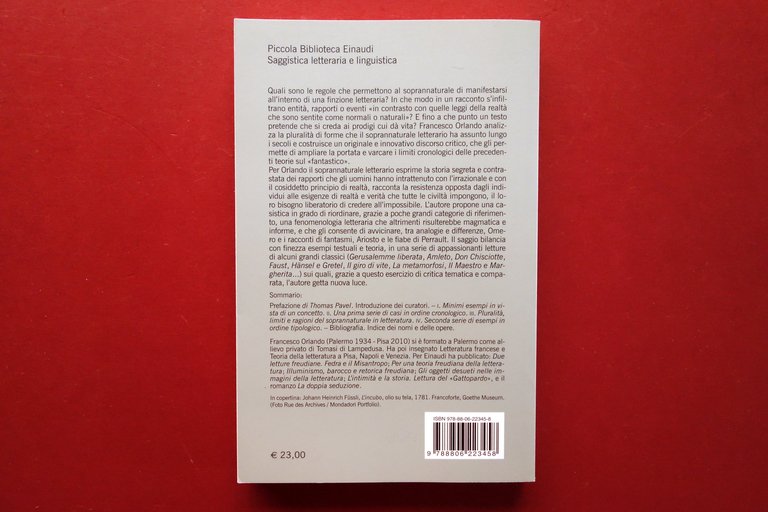 Piccola Biblioteca Einaudi
Saggistica letteraria e linguistica
Quali sono le regole che permettono al soprannaturale di manifestarsi
all'interno di una finzione letteraria? In che modo in un racconto s'infil-
trano entità, rapporti o eventi «in contrasto con quelle leggi della realtà
che sono sentite come normali o naturali»? E fino a che punto un testo
pretende che si creda ai prodigi cui dà vita? Francesco Orlando analiz-
za la pluralità di forme che il soprannaturale letterario ha assunto lungo
i secoli e costruisce un originale e innovativo discorso critico, che gli per-
mette di ampliare la portata e varcare i limiti cronologici delle preceden-
ti teorie sul «fantastico».
Per Orlando il soprannaturale letterario esprime la storia segreta e contra-
stata dei rapporti che gli uomini hanno intrattenuto con l'irrazionale e con
il cosiddetto principio di realtà, racconta la resistenza opposta dagli indi-
vidui alle esigenze di realtà e verità che tutte le civiltà impongono, il lo-
ro bisogno liberatorio di credere all'impossibile. L'autore propone una ca-
sistica in grado di riordinare, grazie a poche grandi categorie di riferimen-
to, una fenomenologia letteraria che altrimenti risulterebbe magmatica e
informe, e che gli consente di avvicinare, tra analogie e differenze, Ome-
ro e i racconti di fantasmi, Ariosto e le fiabe di Perrault. Il saggio bilancia
con finezza esempi testuali e teoria, in una serie di appassionanti letture
di alcuni grandi classici (Gerusalemme liberata, Amleto, Don Chisciotte,
Faust, Hänsel e Gretel, Il giro di vite, La metamorfosi, Il Maestro e Mar-
gherita...) sui quali, grazie a questo esercizio di critica tematica e compa-
rata, l'autore getta nuova luce.
Sommario:
Prefazione di Thomas Pavel. Introduzione dei curatori. – I. Minimi esempi in vi-
sta di un concetto. II. Una prima serie di casi in ordine cronologico. III. Pluralità,
limiti e ragioni del soprannaturale in letteratura. IV. Seconda serie di esempi in
ordine tipologico. – Bibliografia. Indice dei nomi e delle opere.
Francesco Orlando (Palermo 1934 - Pisa 2010) si è formato a Palermo come al-
lievo privato di Tomasi di Lampedusa. Ha poi insegnato Letteratura francese e
Teoria della letteratura a Pisa, Napoli e Venezia. Per Einaudi ha pubblicato: Due
letture freudiane. Fedra e il Misantropo; Per una teoria freudiana della lettera-
tura; Illuminismo, barocco e retorica freudiana; Gli oggetti desueti nelle im-
magini della letteratura; L'intimità e la storia. Lettura del «Gattopardo», e il
romanzo La doppia seduzione.
In copertina: Johann Heinrich Füssli, L'incubo, olio su tela, 1781. Francoforte, Goethe Museum.
(Foto Rue des Archives / Mondadori Portfolio).
ISBN 978-88-06-22345-8
9 788806 223458
€ 23,00